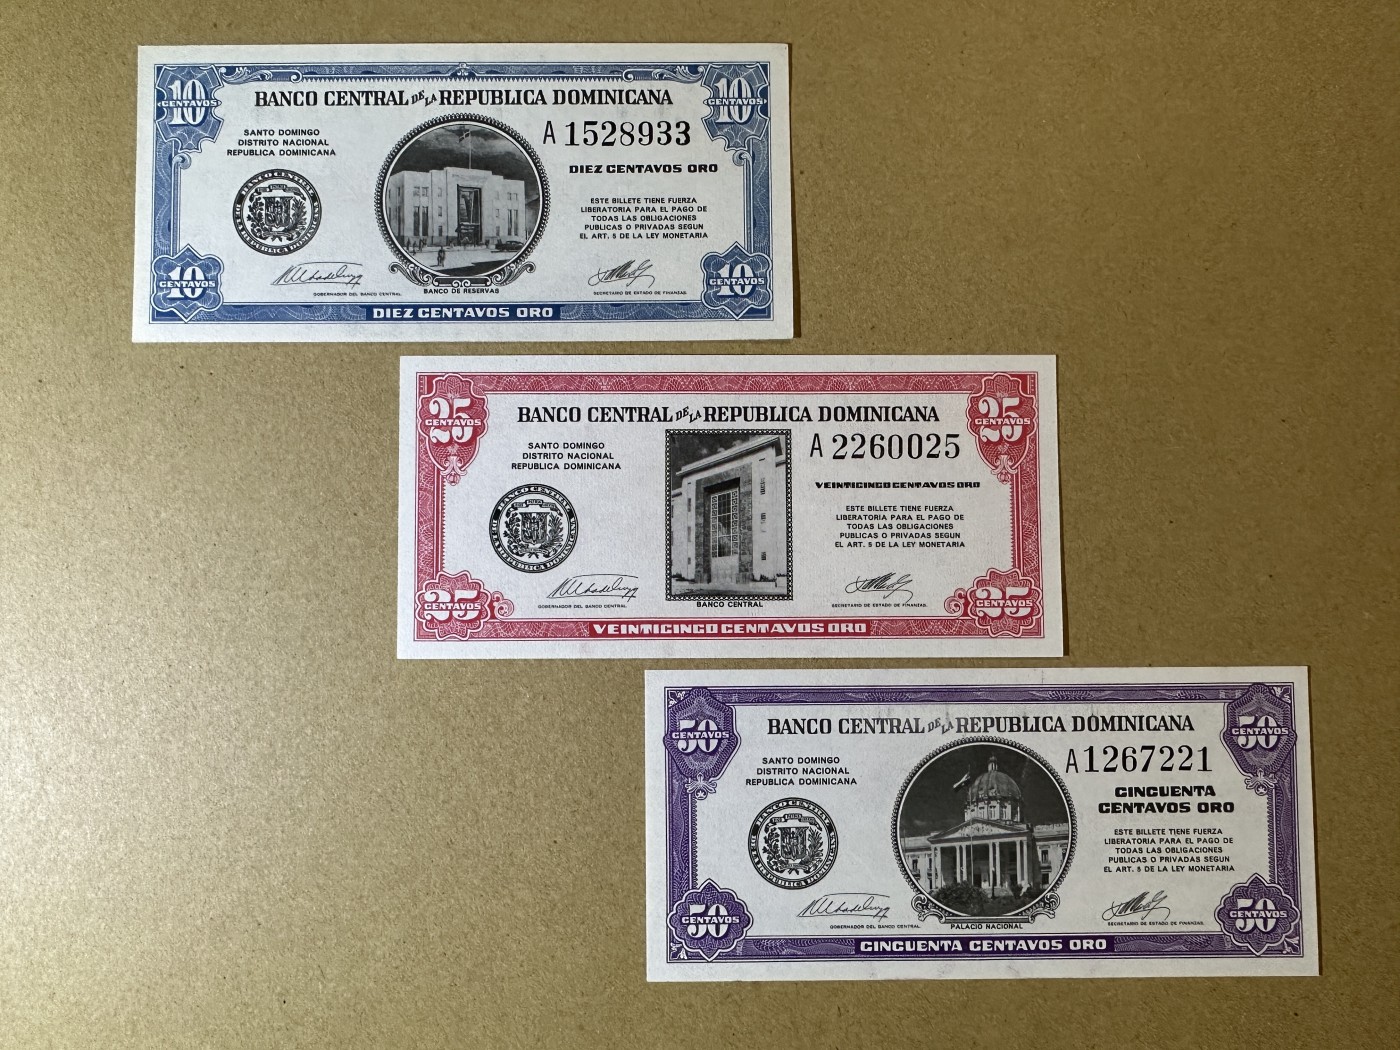 10
CENTAVOS
10
CENTAVOS
BANCO CENTRAL DE LA REPUBLICA DOMINICANA
SANTO DOMINGO
DISTRITO NACIONAL
REPUBLICA DOMINICANA
A 1528933
DIEZ CENTAVOS ORO
ESTE BILLETE TIENE FUERZA
LIBERATORIA PARA EL PAGO DE
TODAS LAS OBLIGACIONES
PUBLICAS O PRIVADAS SEGUN
EL ART. 5 DE LA LEY MONETARIA
GOBERNADOR DEL BANCO CENTRAL.
BANCO DE RESERVAS
SECRETARIO DE ESTADO DE FINANZAS.
10
CENTAVOS
10
CENTAVOS
DIEZ CENTAVOS ORO
25
CENTAVOS
25
CENTAVOS
BANCO CENTRAL DE LA REPUBLICA DOMINICANA
SANTO DOMINGO
DISTRITO NACIONAL
REPUBLICA DOMINICANA
A 2260025
VEINTICINCO CENTAVOS ORO
ESTE BILLETE TIENE FUERZA
LIBERATORIA PARA EL PAGO DE
TODAS LAS OBLIGACIONES
PUBLICAS O PRIVADAS SEGUN
EL ART. 5 DE LA LEY MONETARIA
GOBERNADOR DEL BANCO CENTRAL.
BANCO CENTRAL
SECRETARIO DE ESTADO DE FINANZAS.
25
CENTAVOS
25
CENTAVOS
VEINTICINCO CENTAVOS ORO
50
CENTAVOS
50
CENTAVOS
BANCO CENTRAL DE LA REPUBLICA DOMINICANA
SANTO DOMINGO
DISTRITO NACIONAL
REPUBLICA DOMINICANA
A 1267221
CINCUENTA
CENTAVOS ORO
ESTE BILLETE TIENE FUERZA
LIBERATORIA PARA EL PAGO DE
TODAS LAS OBLIGACIONES
PUBLICAS O PRIVADAS SEGUN
EL ART. 5 DE LA LEY MONETARIA
GOBERNADOR DEL BANCO CENTRAL.
PALACIO NACIONAL
SECRETARIO DE ESTADO DE FINANZAS.
50
CENTAVOS
50
CENTAVOS
CINCUENTA CENTAVOS ORO